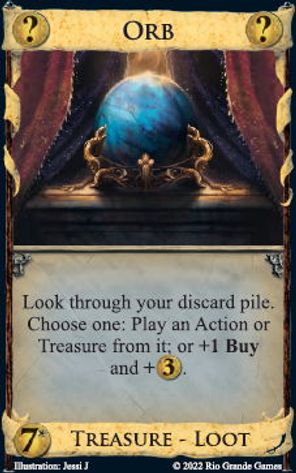 ? ORB ?
Look through your discard pile.
Choose one: Play an Action or
Treasure from it; or +1 Buy
and +3.
7* TREASURE - LOOT
Illustration: Jessi J © 2022 Rio Grande Games